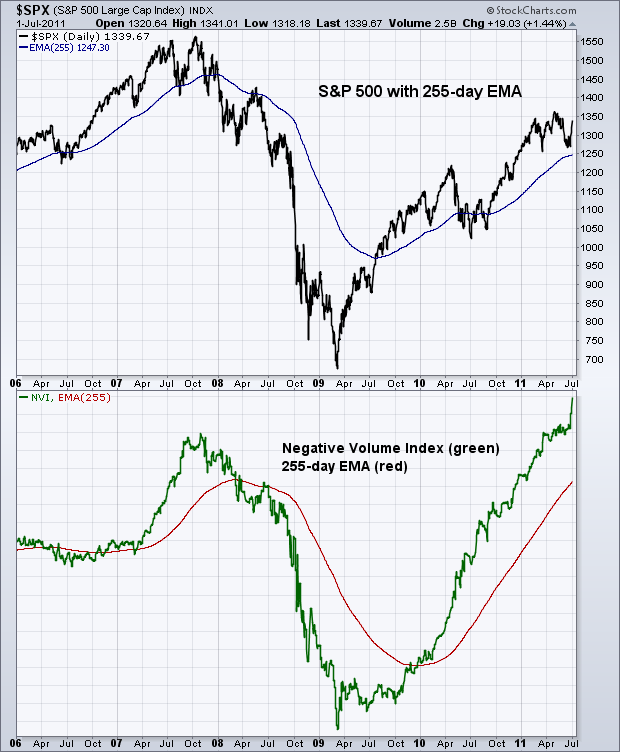 $SPX (S&P 500 Large Cap Index) INDX © StockCharts.com
1-Jul-2011 Open 1320.64 High 1341.01 Low 1318.18 Last 1339.67 Volume 2.5B Chg +19.03 (+1.44%)
$SPX (Daily) 1339.67
EMA(255) 1247.30
S&P 500 with 255-day EMA
1550
1500
1450
1400
1350
1300
1250
1200
1150
1100
1050
1000
950
900
850
800
750
700
06 Apr Jul Oct 07 Apr Jul Oct 08 Apr Jul Oct 09 Apr Jul Oct 10 Apr Jul Oct 11 Apr Jul
NVI, EMA(255)
Negative Volume Index (green)
255-day EMA (red)
06 Apr Jul Oct 07 Apr Jul Oct 08 Apr Jul Oct 09 Apr Jul Oct 10 Apr Jul Oct 11 Apr Jul